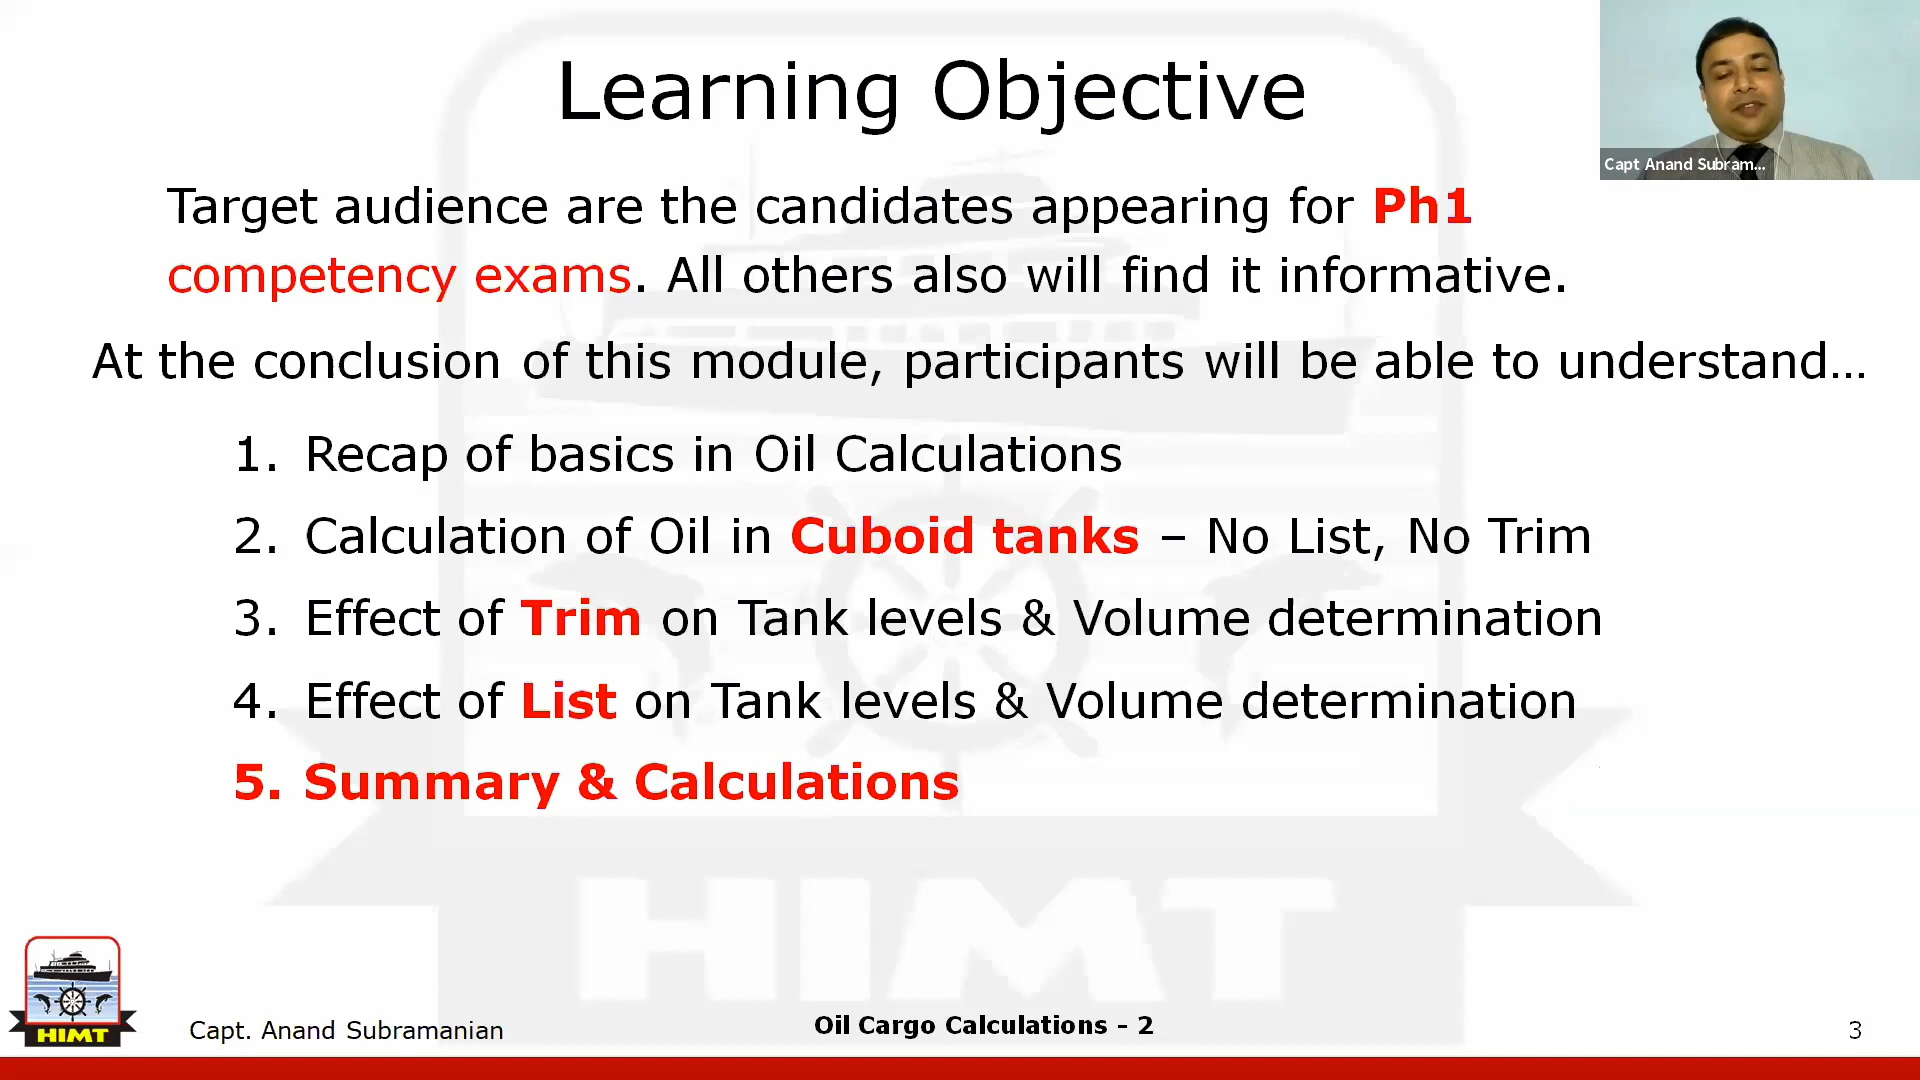 Learning Objective
Capt Anand Subram...
Target audience are the candidates appearing for Ph1
competency exams. All others also will find it informative.
At the conclusion of this module, participants will be able to understand...
1. Recap of basics in Oil Calculations
2. Calculation of Oil in Cuboid tanks – No List, No Trim
3. Effect of Trim on Tank levels & Volume determination
4. Effect of List on Tank levels & Volume determination
5. Summary & Calculations
HIMT
HIMT
Capt. Anand Subramanian
Oil Cargo Calculations - 2
3